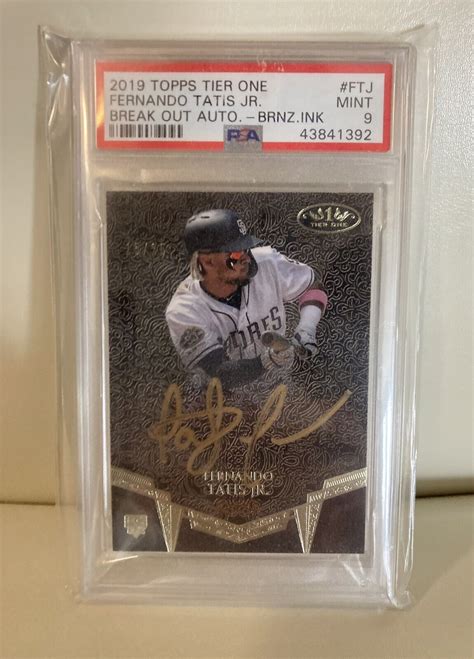 2019 TOPPS TIER ONE #FTJ
FERNANDO TATIS JR. MINT
BREAK OUT AUTO. -BRNZ.INK 9
PSA 43841392
1
TIER ONE
DRES
FERNANDO
TATIS JR.
RC